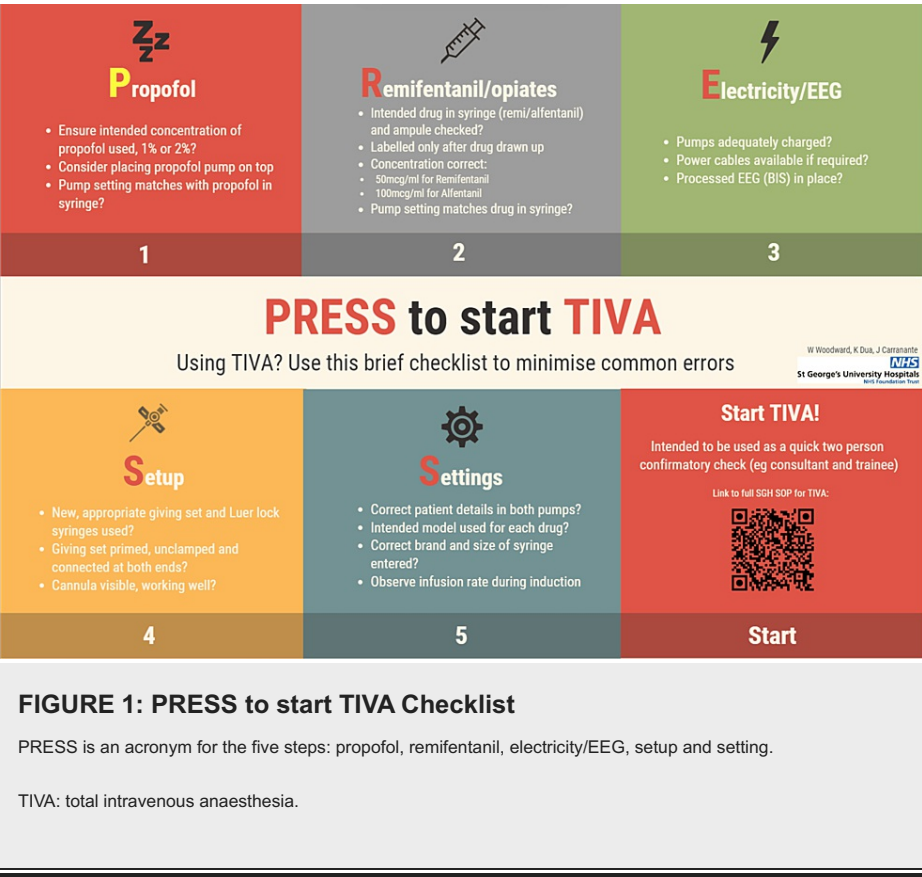 Zzz
Propofol
• Ensure intended concentration of
propofol used, 1% or 2%?
• Consider placing propofol pump on top
• Pump setting matches with propofol in
syringe?
1
Remifentanil/opiates
• Intended drug in syringe (remi/alfentanil)
and ampule checked?
• Labelled only after drug drawn up
• Concentration correct:
• 50mcg/ml for Remifentanil
• 100mcg/ml for Alfentanil
• Pump setting matches drug in syringe?
2
Electricity/EEG
• Pumps adequately charged?
• Power cables available if required?
• Processed EEG (BIS) in place?
3
PRESS to start TIVA
Using TIVA? Use this brief checklist to minimise common errors
W Woodward, K Dua, J Carranante
NHS
St George's University Hospitals
NHS Foundation Trust
Setup
• New, appropriate giving set and Luer lock
syringes used?
• Giving set primed, unclamped and
connected at both ends?
• Cannula visible, working well?
4
Settings
• Correct patient details in both pumps?
• Intended model used for each drug?
• Correct brand and size of syringe
entered?
• Observe infusion rate during induction
5
Start TIVA!
Intended to be used as a quick two person
confirmatory check (eg consultant and trainee)
Link to full SGH SOP for TIVA:
Start
FIGURE 1: PRESS to start TIVA Checklist
PRESS is an acronym for the five steps: propofol, remifentanil, electricity/EEG, setup and setting.
TIVA: total intravenous anaesthesia.